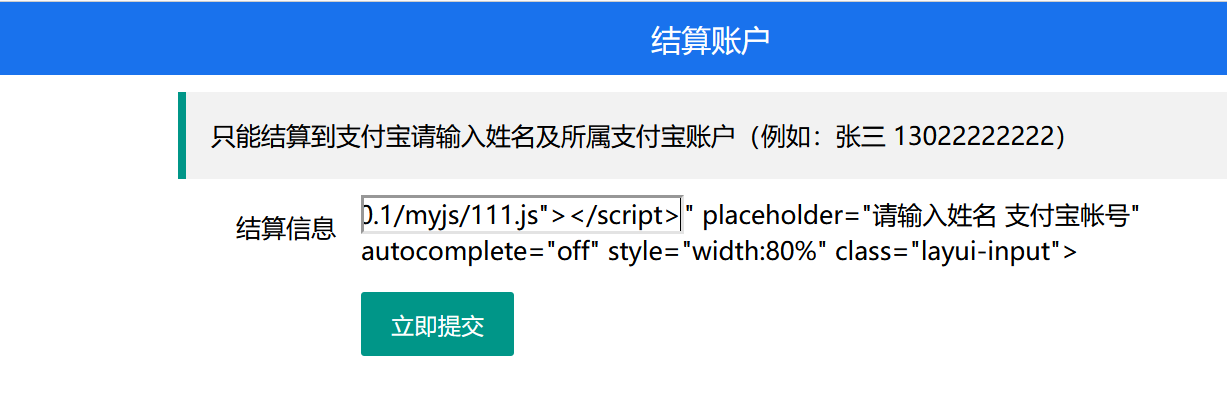 结算账户
只能结算到支付宝请输入姓名及所属支付宝账户（例如：张三 13022222222）
结算信息
0.1/myjs/111.js"></script>" placeholder="请输入姓名 支付宝帐号"
autocomplete="off" style="width:80%" class="layui-input">
立即提交